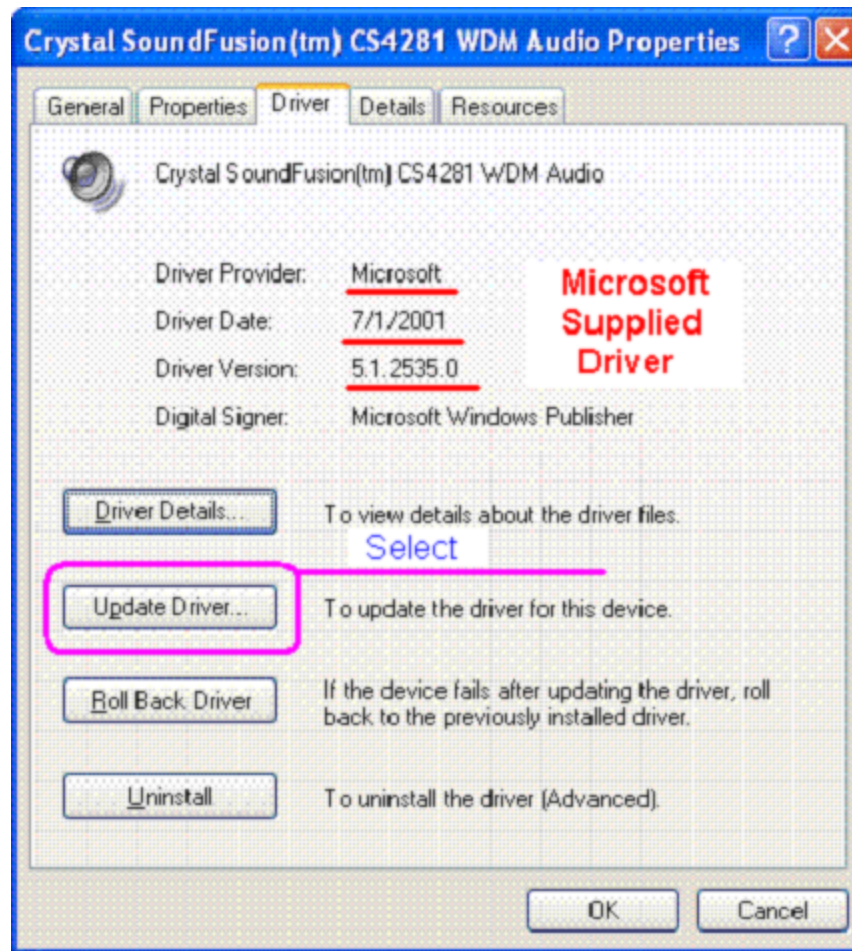 Crystal SoundFusion(tm) CS4281 WDM Audio Properties
General Properties Driver Details Resources
Crystal SoundFusion(tm) CS4281 WDM Audio
Driver Provider: Microsoft
Driver Date: 7/1/2001
Driver Version: 5.1.2535.0
Digital Signer: Microsoft Windows Publisher
Microsoft
Supplied
Driver
Driver Details... To view details about the driver files.
Select
Update Driver... To update the driver for this device.
Roll Back Driver If the device fails after updating the driver, roll
back to the previously installed driver.
Uninstall To uninstall the driver (Advanced).
OK Cancel